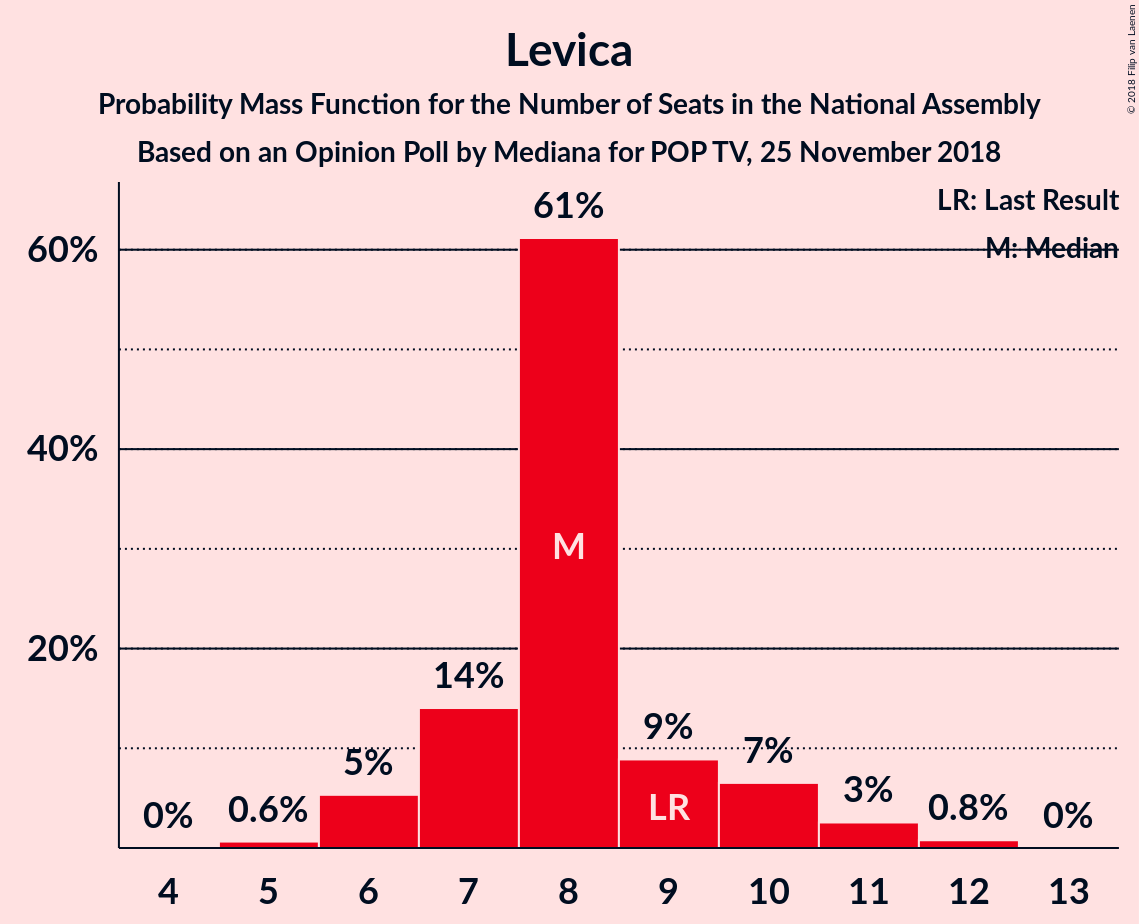 Levica
Probability Mass Function for the Number of Seats in the National Assembly
Based on an Opinion Poll by Mediana for POP TV, 25 November 2018
© 2018 Filip van Laenen
LR: Last Result
M: Median
60%
40%
20%
0%
0.6%
5%
14%
61%
9%
7%
3%
0.8%
0%
M
LR
4 5 6 7 8 9 10 11 12 13